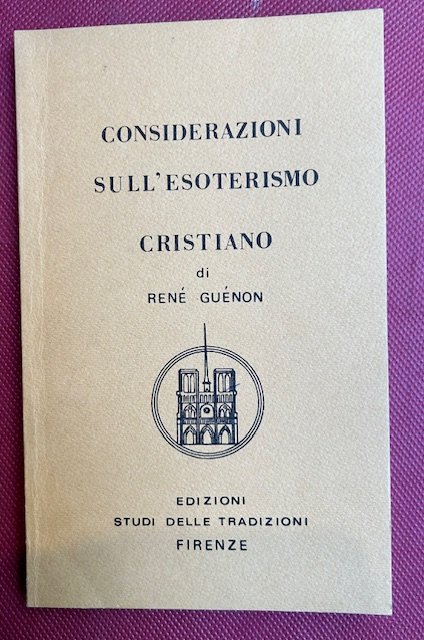 CONSIDERAZIONI
SULL'ESOTERISMO
CRISTIANO
di
RENÉ GUÉNON
EDIZIONI
STUDI DELLE TRADIZIONI
FIRENZE